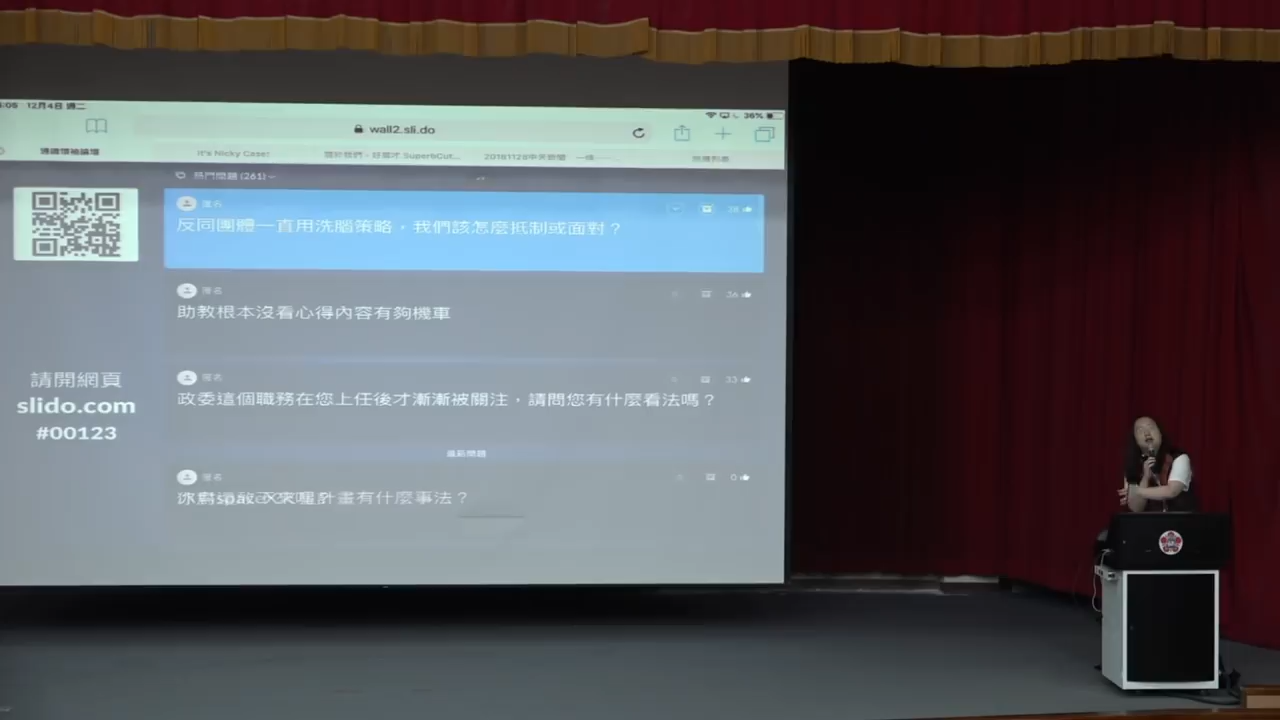 12月4日 週二
36%
wall2.sli.do
It's Nicky Case!
熱門問題 (261)
匿名
38
反同團體一直用洗腦策略，我們該怎麼抵制或面對？
匿名
36
助教根本沒看心得內容有夠機車
匿名
33
政委這個職務在您上任後才漸漸被關注，請問您有什麼看法嗎？
最新問題
匿名
0
請開網頁
slido.com
#00123